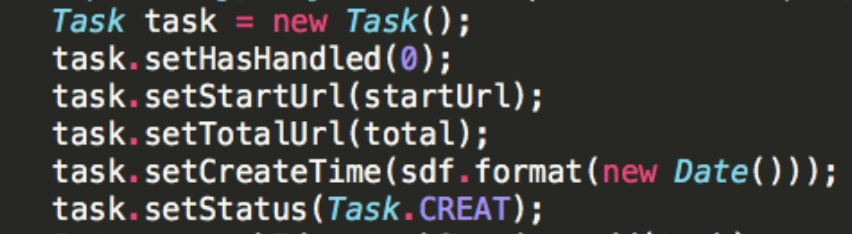 Task task = new Task();
task.setHasHandled(0);
task.setStartUrl(startUrl);
task.setTotalUrl(total);
task.setCreateTime(sdf.format(new Date()));
task.setStatus(Task.CREAT);